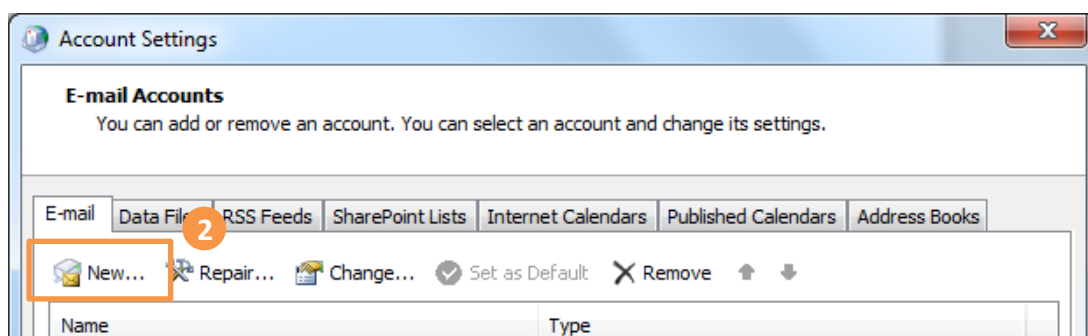 Account Settings
E-mail Accounts
You can add or remove an account. You can select an account and change its settings.
E-mail Data File RSS Feeds SharePoint Lists Internet Calendars Published Calendars Address Books
2
New... Repair... Change... Set as Default Remove
Name Type